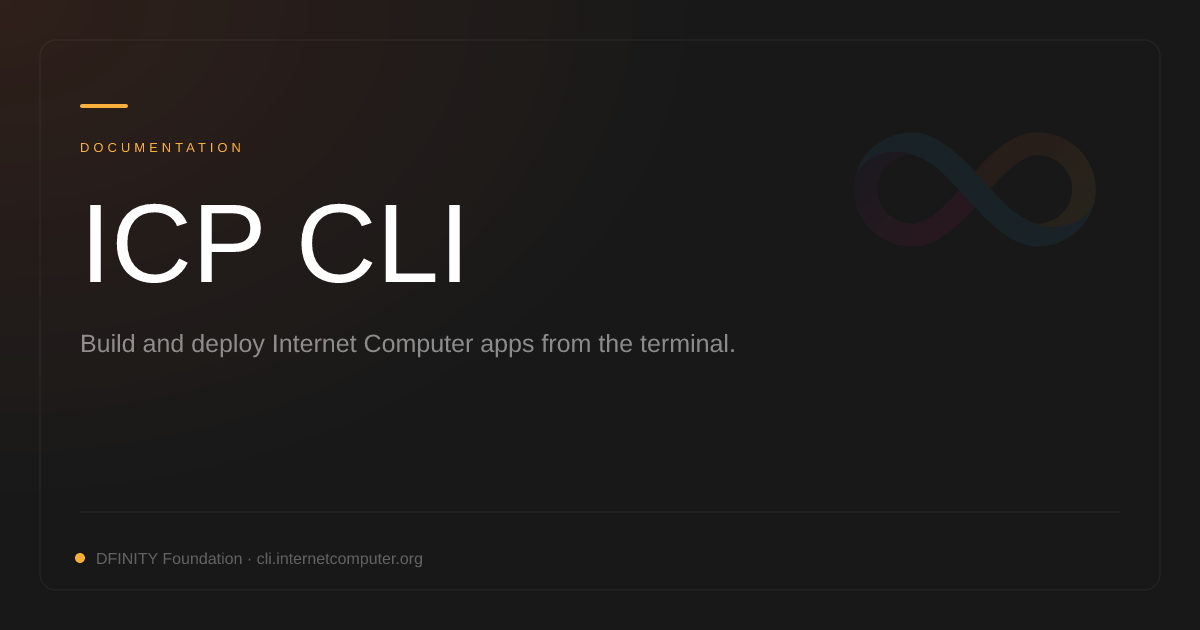 DOCUMENTATION
ICP CLI
Build and deploy Internet Computer apps from the terminal.
DFINITY Foundation · cli.internetcomputer.org